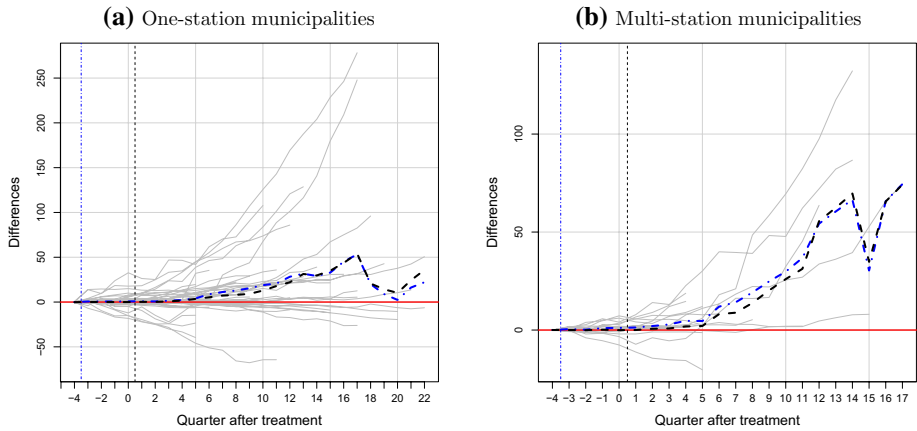 (a) One-station municipalities
Differences
250
200
150
100
50
0
−50
−4 −2 0 2 4 6 8 10 12 14 16 18 20 22
Quarter after treatment
(b) Multi-station municipalities
Differences
100
50
0
−4 −3 −2 −1 0 1 2 3 4 5 6 7 8 9 10 11 12 13 14 15 16 17
Quarter after treatment